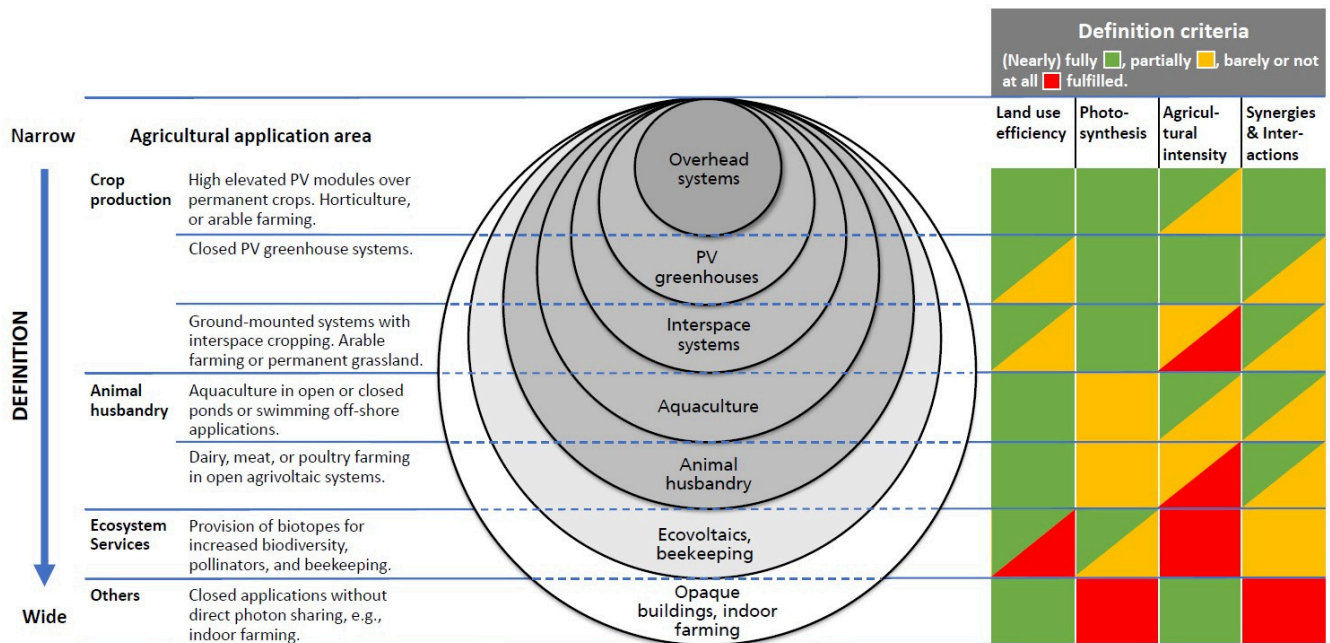 Definition criteria
(Nearly) fully , partially , barely or not
at all fulfilled.
Land use
efficiency
Photo-
synthesis
Agricul-
tural
intensity
Synergies
& Inter-
actions
Narrow
Agricultural application area
DEFINITION
Wide
Crop
production
High elevated PV modules over
permanent crops. Horticulture,
or arable farming.
Overhead
systems
Closed PV greenhouse systems.
PV
greenhouses
Ground-mounted systems with
interspace cropping. Arable
farming or permanent grassland.
Interspace
systems
Animal
husbandry
Aquaculture in open or closed
ponds or swimming off-shore
applications.
Aquaculture
Dairy, meat, or poultry farming
in open agrivoltaic systems.
Animal
husbandry
Ecosystem
Services
Provision of biotopes for
increased biodiversity,
pollinators, and beekeeping.
Ecovoltaics,
beekeeping
Others
Closed applications without
direct photon sharing, e.g.,
indoor farming.
Opaque
buildings, indoor
farming